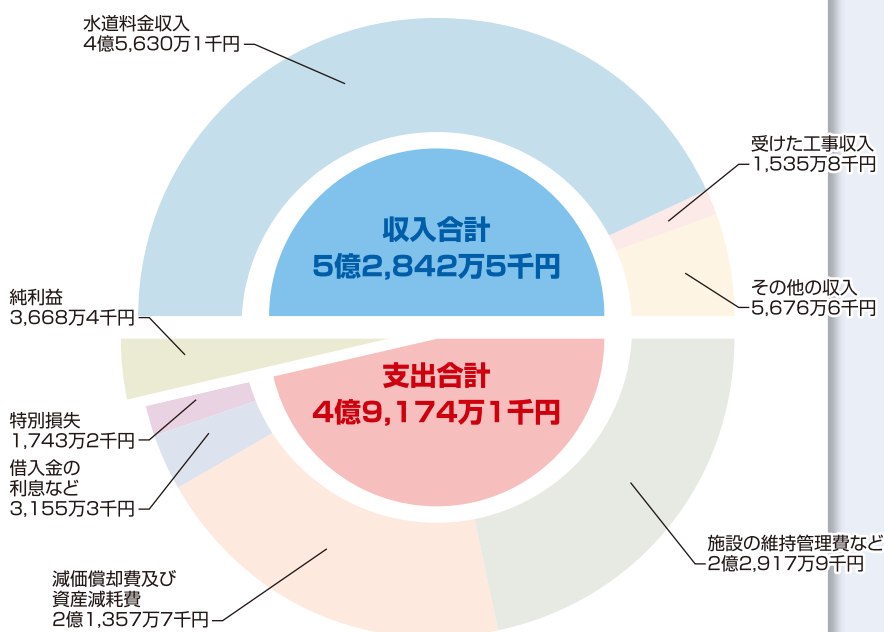 水道料金収入
4億5,630万1千円
受けた工事収入
1,535万8千円
収入合計
5億2,842万5千円
その他の収入
5,676万6千円
純利益
3,668万4千円
支出合計
4億9,174万1千円
特別損失
1,743万2千円
借入金の
利息など
3,155万3千円
施設の維持管理費など
2億2,917万9千円
減価償却費及び
資産減耗費
2億1,357万7千円